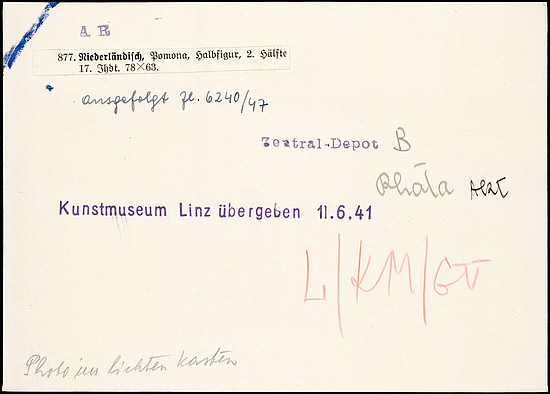 AR
877. Niederländisch, Pomona, Halbfigur, 2. Hälfte
17. Jhdt. 78×63.
ausgefolgt Zl. 6240/47
Zentral-Depot B
Kunstmuseum Linz übergeben 11.6.41
L/KM/
Photo im lichten Kasten